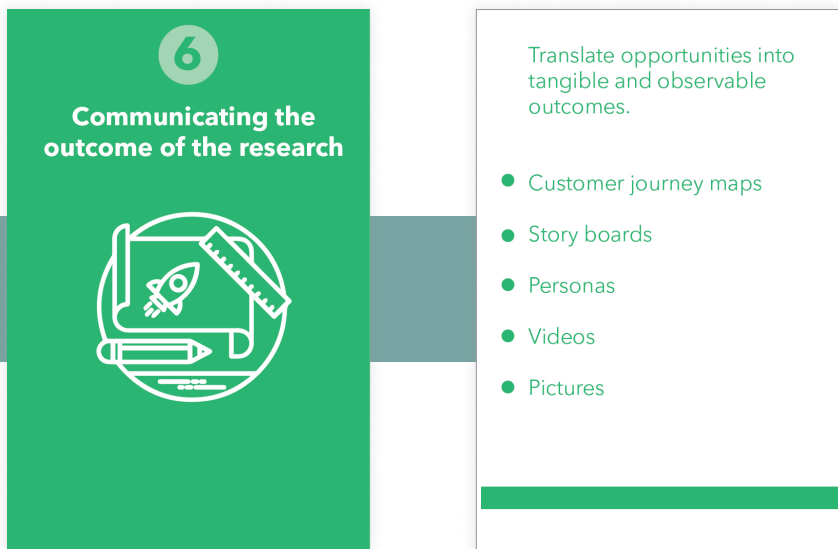 6
Communicating the
outcome of the research
Translate opportunities into
tangible and observable
outcomes.
Customer journey maps
Story boards
Personas
Videos
Pictures